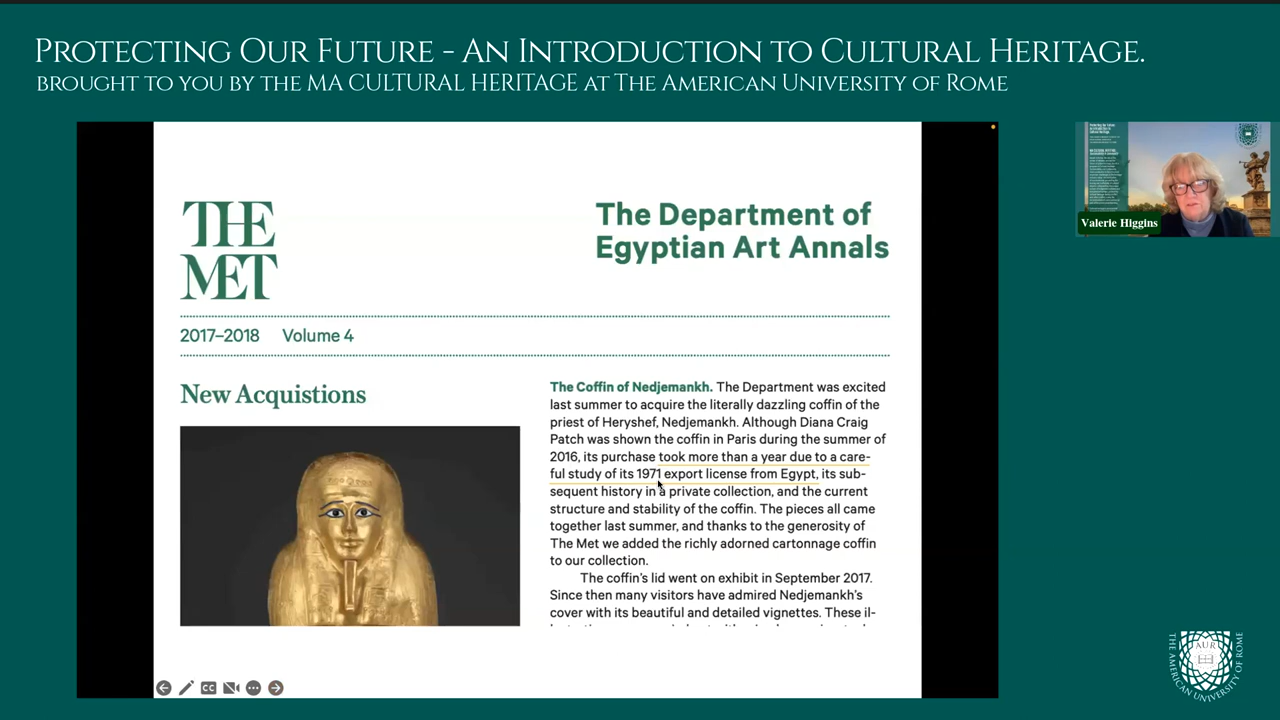 PROTECTING OUR FUTURE - AN INTRODUCTION TO CULTURAL HERITAGE.
BROUGHT TO YOU BY THE MA CULTURAL HERITAGE AT THE AMERICAN UNIVERSITY OF ROME
THE
MET
The Department of
Egyptian Art Annals
2017–2018 Volume 4
New Acquistions
The Coffin of Nedjemankh. The Department was excited
last summer to acquire the literally dazzling coffin of the
priest of Heryshef, Nedjemankh. Although Diana Craig
Patch was shown the coffin in Paris during the summer of
2016, its purchase took more than a year due to a care-
ful study of its 1971 export license from Egypt, its sub-
sequent history in a private collection, and the current
structure and stability of the coffin. The pieces all came
together last summer, and thanks to the generosity of
The Met we added the richly adorned cartonnage coffin
to our collection.
The coffin's lid went on exhibit in September 2017.
Since then many visitors have admired Nedjemankh's
cover with its beautiful and detailed vignettes. These il-
CC
Valerie Higgins
AUR
THE AMERICAN UNIVERSITY OF ROME